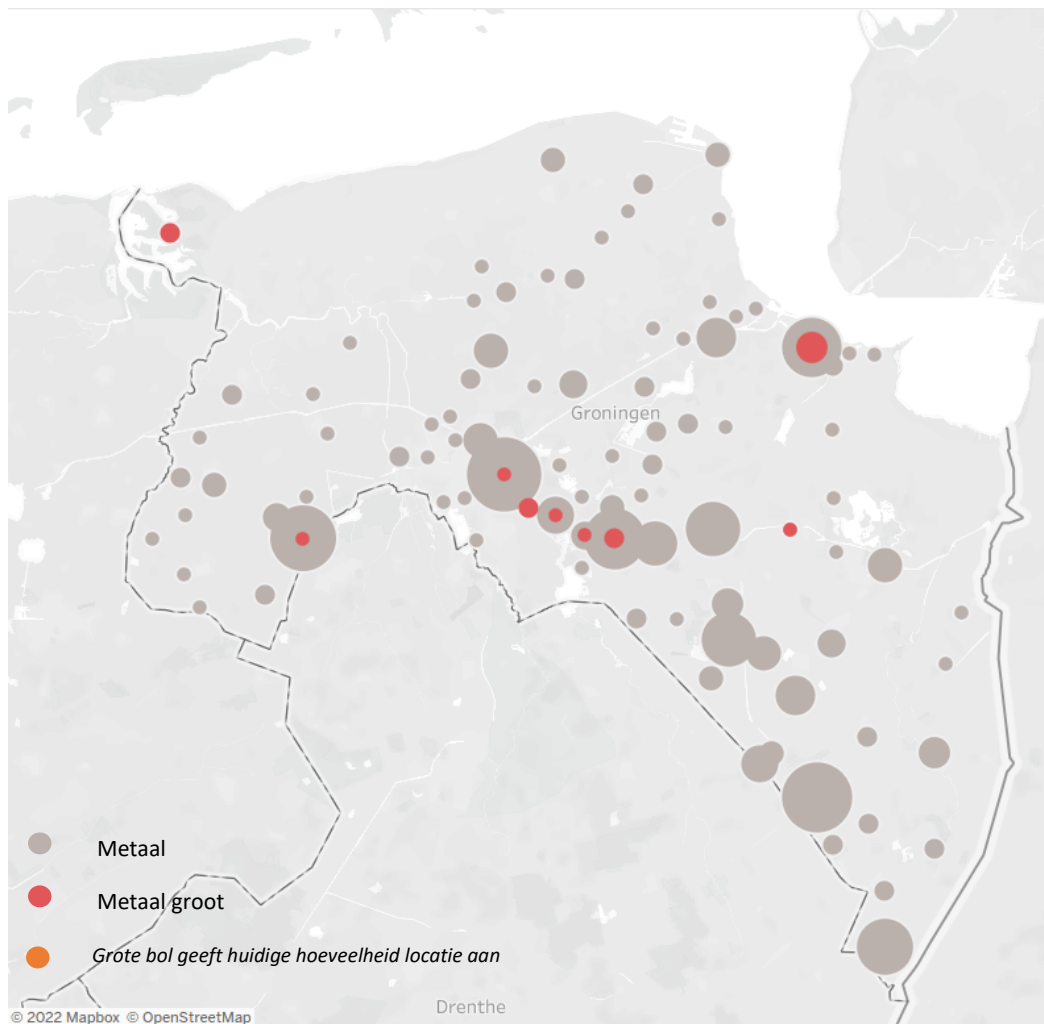 Groningen
Metaal
Metaal groot
Grote bol geeft huidige hoeveelheid locatie aan
Drenthe
© 2022 Mapbox © OpenStreetMap